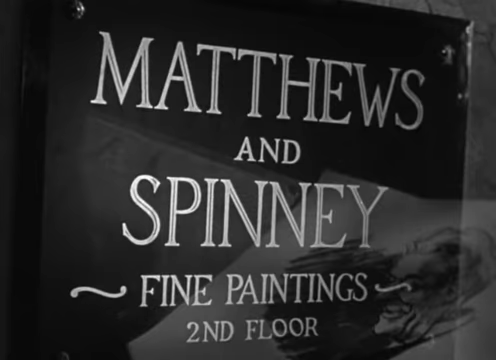 MATTHEWS
AND
SPINNEY
~ FINE PAINTINGS ~
2ND FLOOR